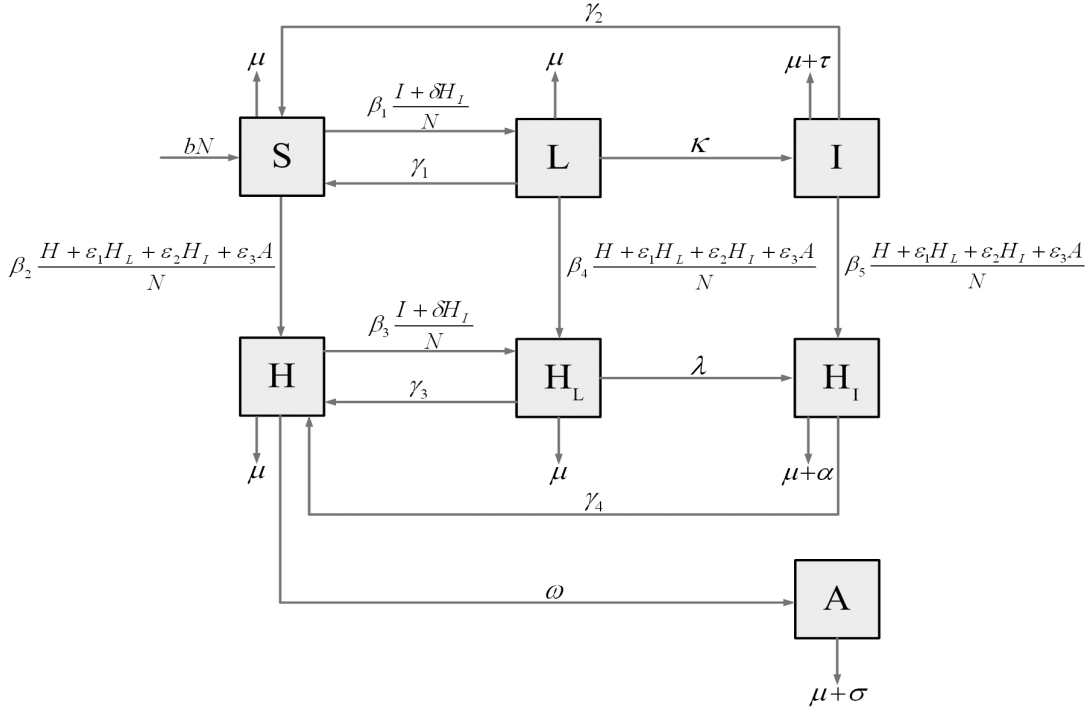 γ₂
μ
μ
μ+τ
β₁ (I + δH_I)/N
bN
S
L
κ
I
γ₁
β₂ (H + ε₁H_L + ε₂H_I + ε₃A)/N
β₄ (H + ε₁H_L + ε₂H_I + ε₃A)/N
β₅ (H + ε₁H_L + ε₂H_I + ε₃A)/N
β₃ (I + δH_I)/N
H
H_L
λ
H_I
γ₃
μ
μ
μ+α
γ₄
ω
A
μ+σ